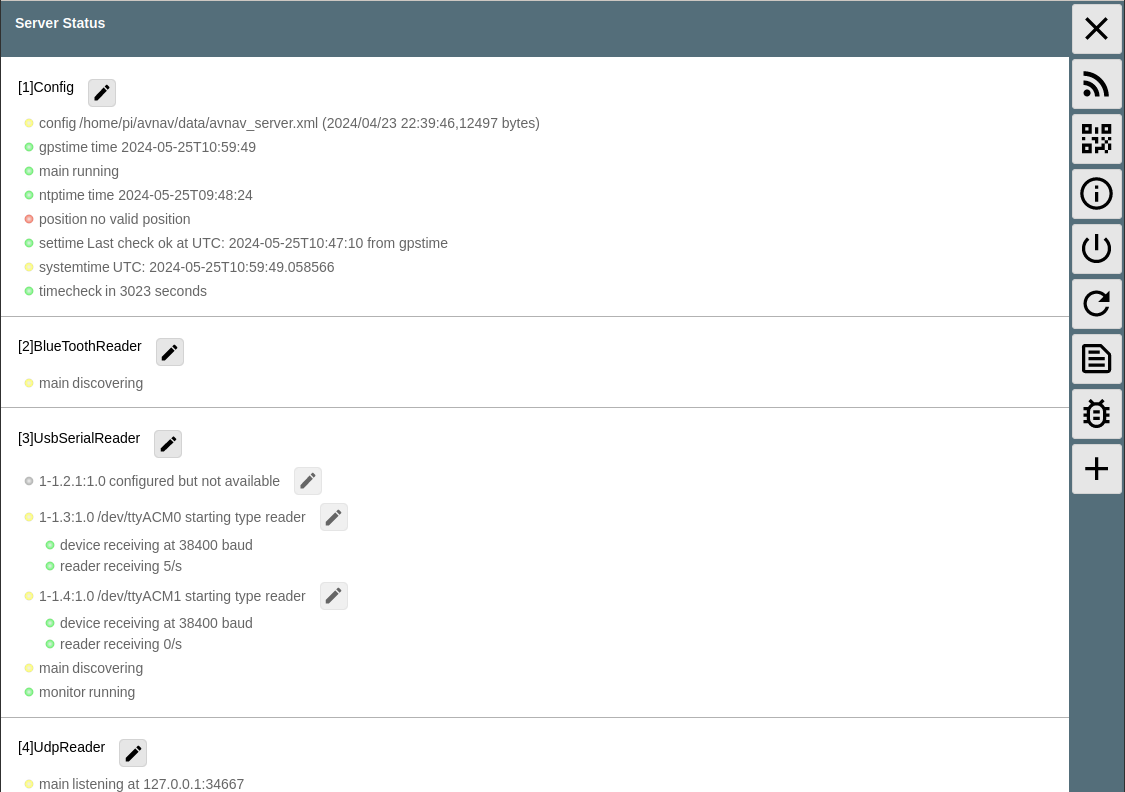 Server Status
[1]Config
config /home/pi/avnav/data/avnav_server.xml (2024/04/23 22:39:46,12497 bytes)
gpstime time 2024-05-25T10:59:49
main running
ntptime time 2024-05-25T09:48:24
position no valid position
settime Last check ok at UTC: 2024-05-25T10:47:10 from gpstime
systemtime UTC: 2024-05-25T10:59:49.058566
timecheck in 3023 seconds
[2]BlueToothReader
main discovering
[3]UsbSerialReader
1-1.2.1:1.0 configured but not available
1-1.3:1.0 /dev/ttyACM0 starting type reader
device receiving at 38400 baud
reader receiving 5/s
1-1.4:1.0 /dev/ttyACM1 starting type reader
device receiving at 38400 baud
reader receiving 0/s
main discovering
monitor running
[4]UdpReader
main listening at 127.0.0.1:34667